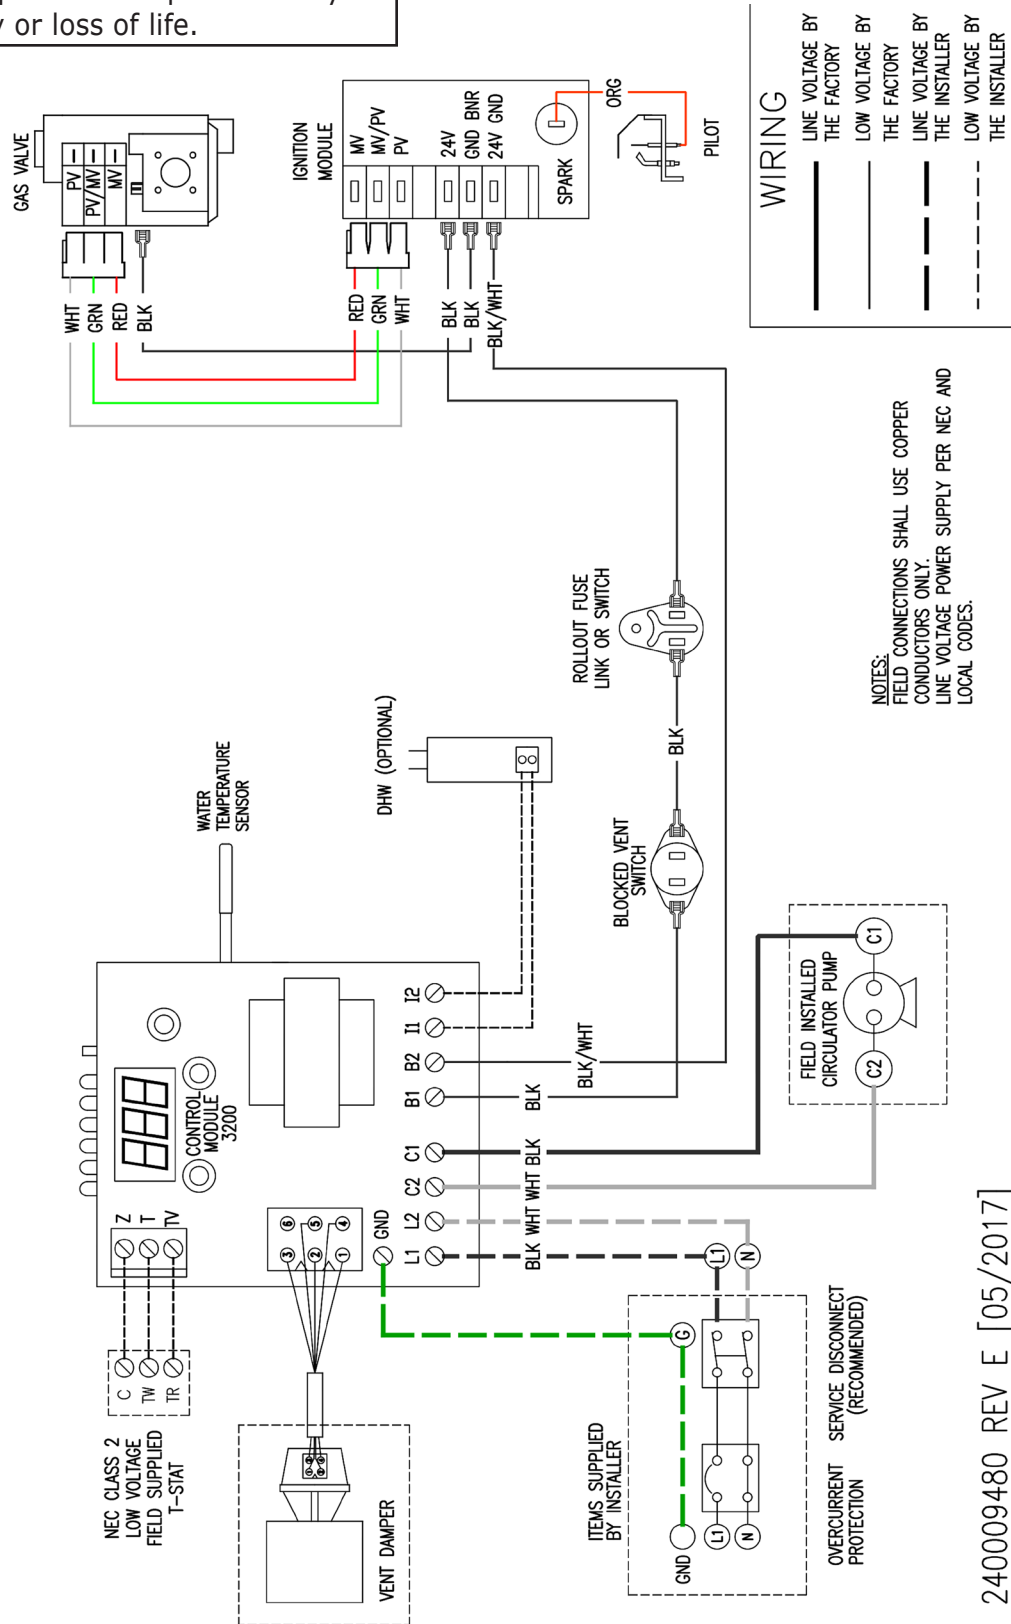 y or loss of life.
GAS VALVE
PV
PV/MV
MV
WHT
GRN
RED
BLK
IGNITION
MODULE
MV
MV/PV
PV
24V
GND BNR
24V GND
SPARK
ORG
PILOT
RED
GRN
WHT
BLK
BLK
BLK/WHT
WIRING
LINE VOLTAGE BY
THE FACTORY
LOW VOLTAGE BY
THE FACTORY
LINE VOLTAGE BY
THE INSTALLER
LOW VOLTAGE BY
THE INSTALLER
NOTES:
FIELD CONNECTIONS SHALL USE COPPER
CONDUCTORS ONLY.
LINE VOLTAGE POWER SUPPLY PER NEC AND
LOCAL CODES.
ROLLOUT FUSE
LINK OR SWITCH
BLK
BLOCKED VENT
SWITCH
DHW (OPTIONAL)
WATER
TEMPERATURE
SENSOR
888
CONTROL
MODULE
3200
Z
T
TV
C
TW
TR
NEC CLASS 2
LOW VOLTAGE
FIELD SUPPLIED
T-STAT
6
5
4
3
2
1
GND
L1
L2
C2
C1
B1
B2
I1
I2
BLK
WHT
WHT
BLK
BLK
BLK/WHT
FIELD INSTALLED
CIRCULATOR PUMP
C1
C2
VENT DAMPER
L1
N
G
ITEMS SUPPLIED
BY INSTALLER
GND
L1
N
SERVICE DISCONNECT
(RECOMMENDED)
OVERCURRENT
PROTECTION
240009480 REV E [05/2017]